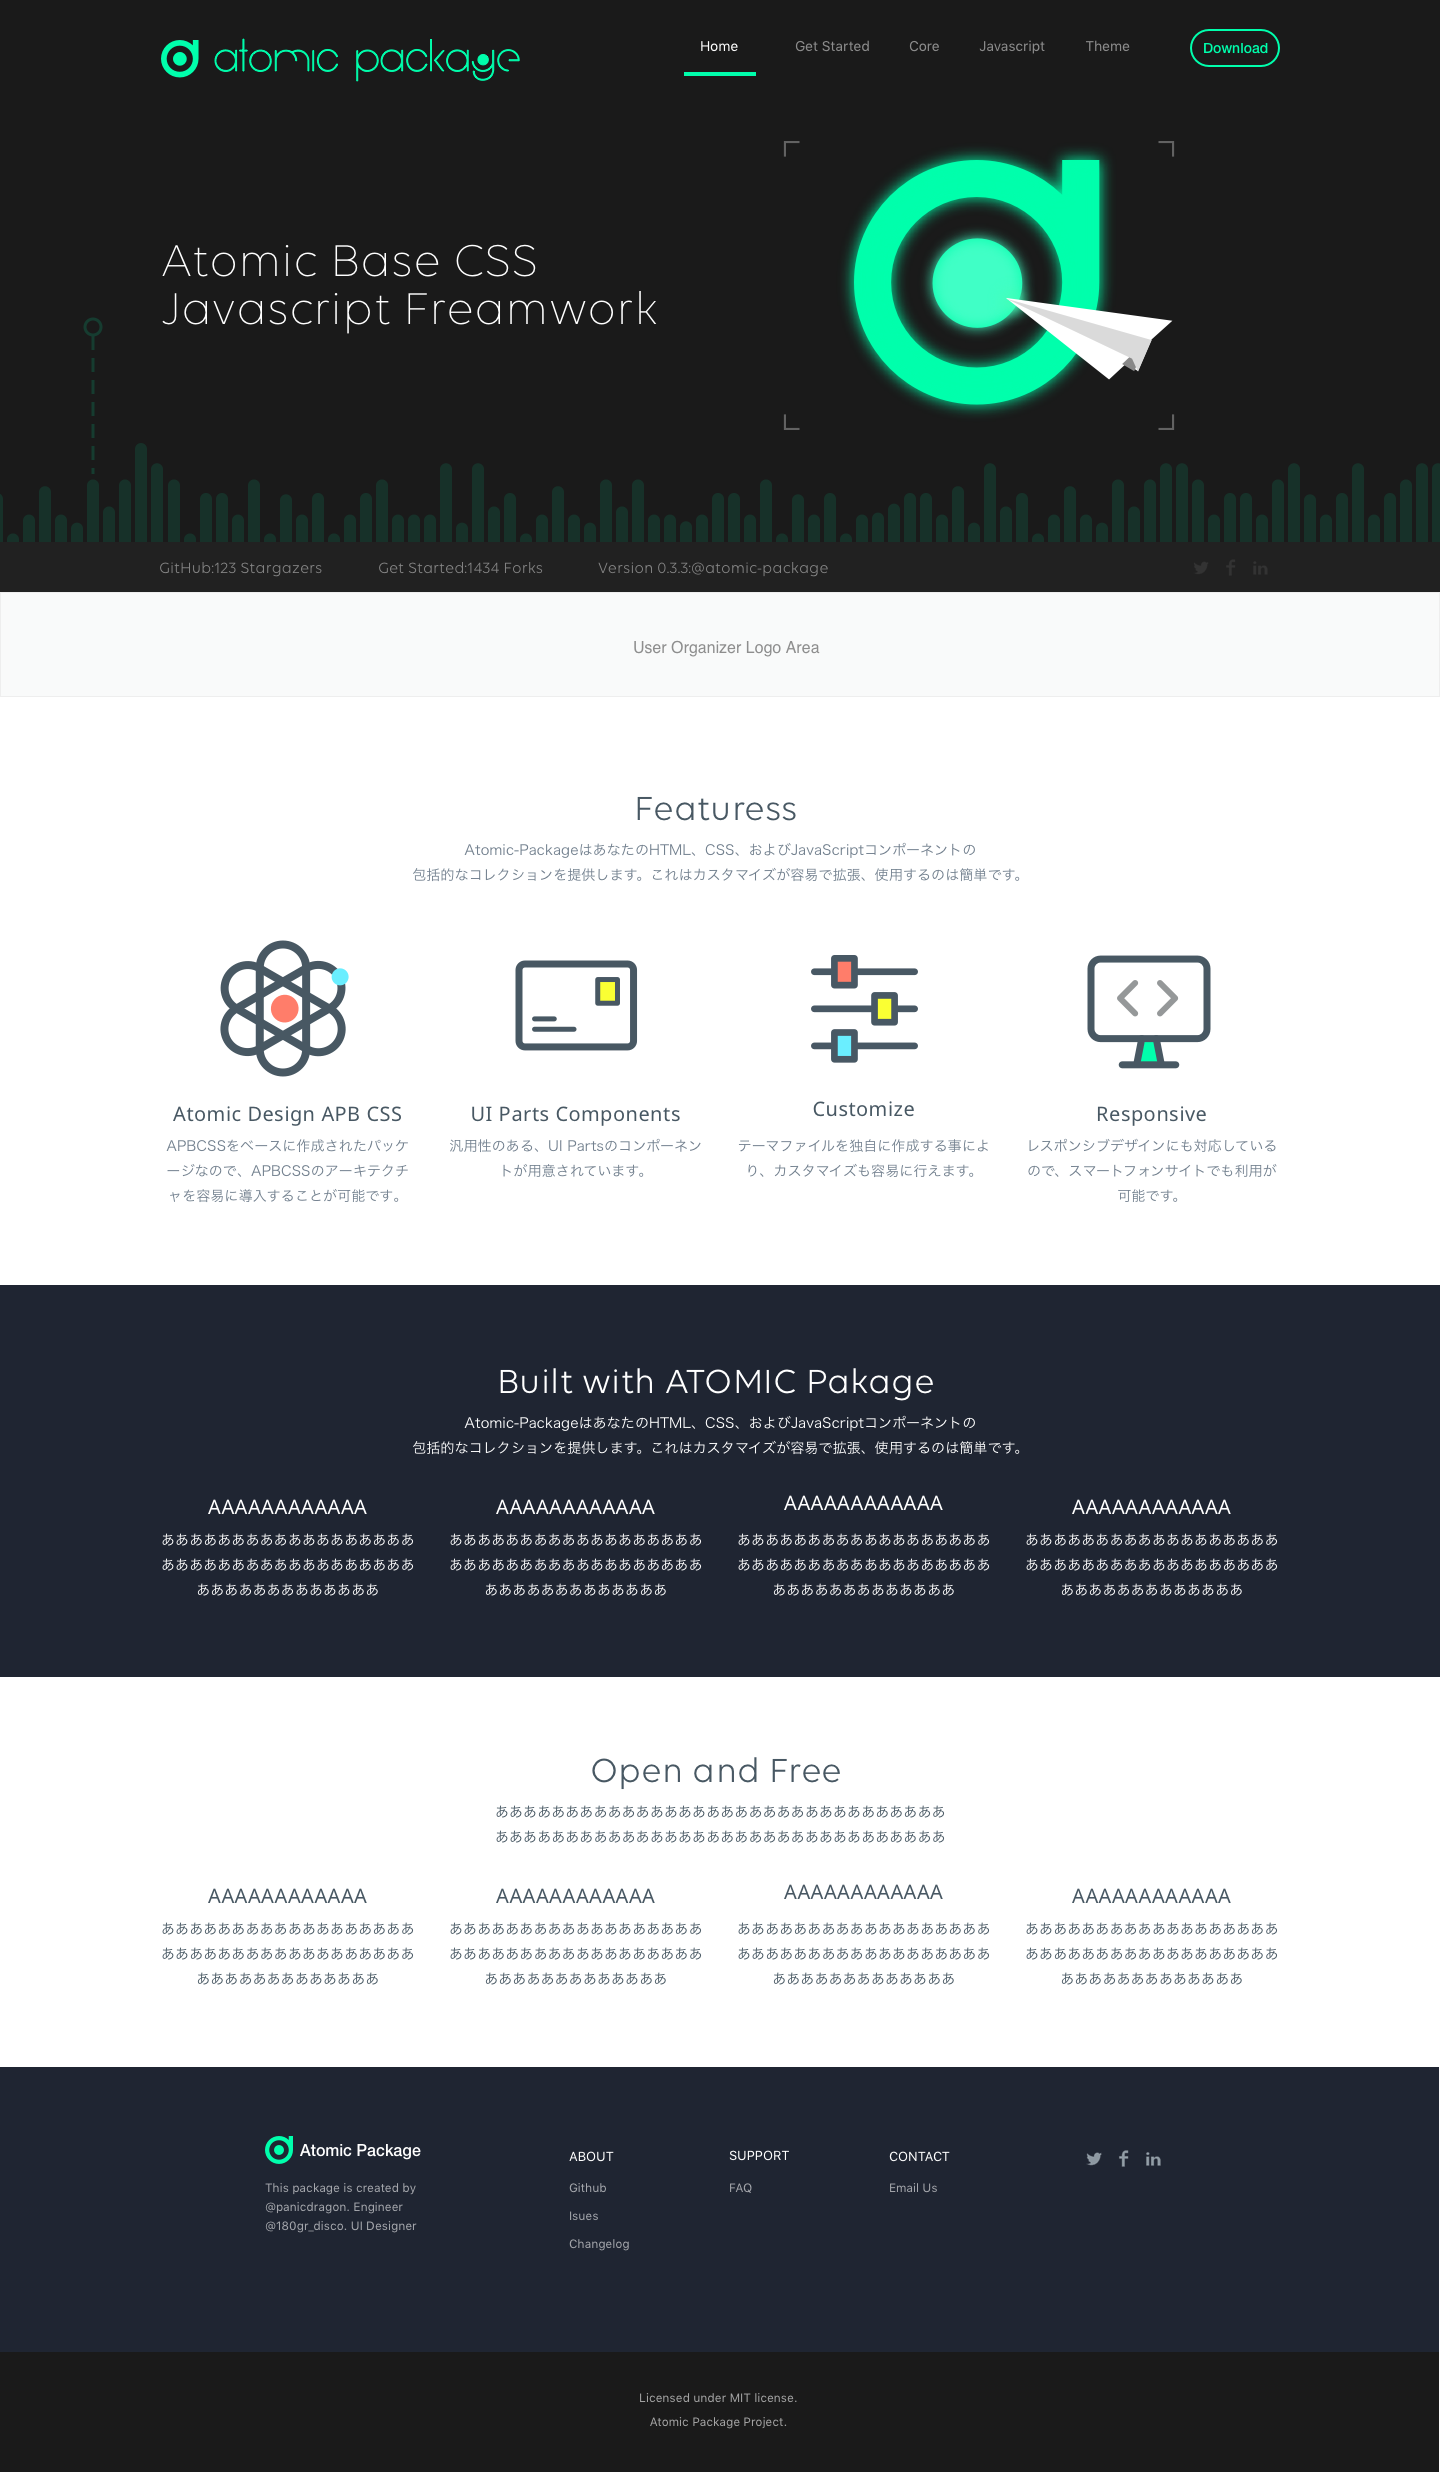 atomic package
Home Get Started Core Javascript Theme Download
Atomic Base CSS
Javascript Freamwork
GitHub:123 Stargazers Get Started:1434 Forks Version 0.3.3:@atomic-package
User Organizer Logo Area
Featuress
Atomic-PackageはあなたのHTML、CSS、およびJavaScriptコンポーネントの
包括的なコレクションを提供します。これはカスタマイズが容易で拡張、使用するのは簡単です。
Atomic Design APB CSS
APBCSSをベースに作成されたパッケ
ージなので、APBCSSのアーキテクチ
ャを容易に導入することが可能です。
UI Parts Components
汎用性のある、UI Partsのコンポーネン
トが用意されています。
Customize
テーマファイルを独自に作成する事によ
り、カスタマイズも容易に行えます。
Responsive
レスポンシブデザインにも対応している
ので、スマートフォンサイトでも利用が
可能です。
Built with ATOMIC Pakage
Atomic-PackageはあなたのHTML、CSS、およびJavaScriptコンポーネントの
包括的なコレクションを提供します。これはカスタマイズが容易で拡張、使用するのは簡単です。
AAAAAAAAAAAA
ああああああああああああああああああ
ああああああああああああああああああ
あああああああああああああ
AAAAAAAAAAAA
ああああああああああああああああああ
ああああああああああああああああああ
あああああああああああああ
AAAAAAAAAAAA
ああああああああああああああああああ
ああああああああああああああああああ
あああああああああああああ
AAAAAAAAAAAA
ああああああああああああああああああ
ああああああああああああああああああ
あああああああああああああ
Open and Free
ああああああああああああああああああああああああああああああああ
ああああああああああああああああああああああああああああああああ
AAAAAAAAAAAA
ああああああああああああああああああ
ああああああああああああああああああ
あああああああああああああ
AAAAAAAAAAAA
ああああああああああああああああああ
ああああああああああああああああああ
あああああああああああああ
AAAAAAAAAAAA
ああああああああああああああああああ
ああああああああああああああああああ
あああああああああああああ
AAAAAAAAAAAA
ああああああああああああああああああ
ああああああああああああああああああ
あああああああああああああ
Atomic Package
This package is created by
@panicdragon. Engineer
@180gr_disco. UI Designer
ABOUT
Github
Isues
Changelog
SUPPORT
FAQ
CONTACT
Email Us
Licensed under MIT license.
Atomic Package Project.